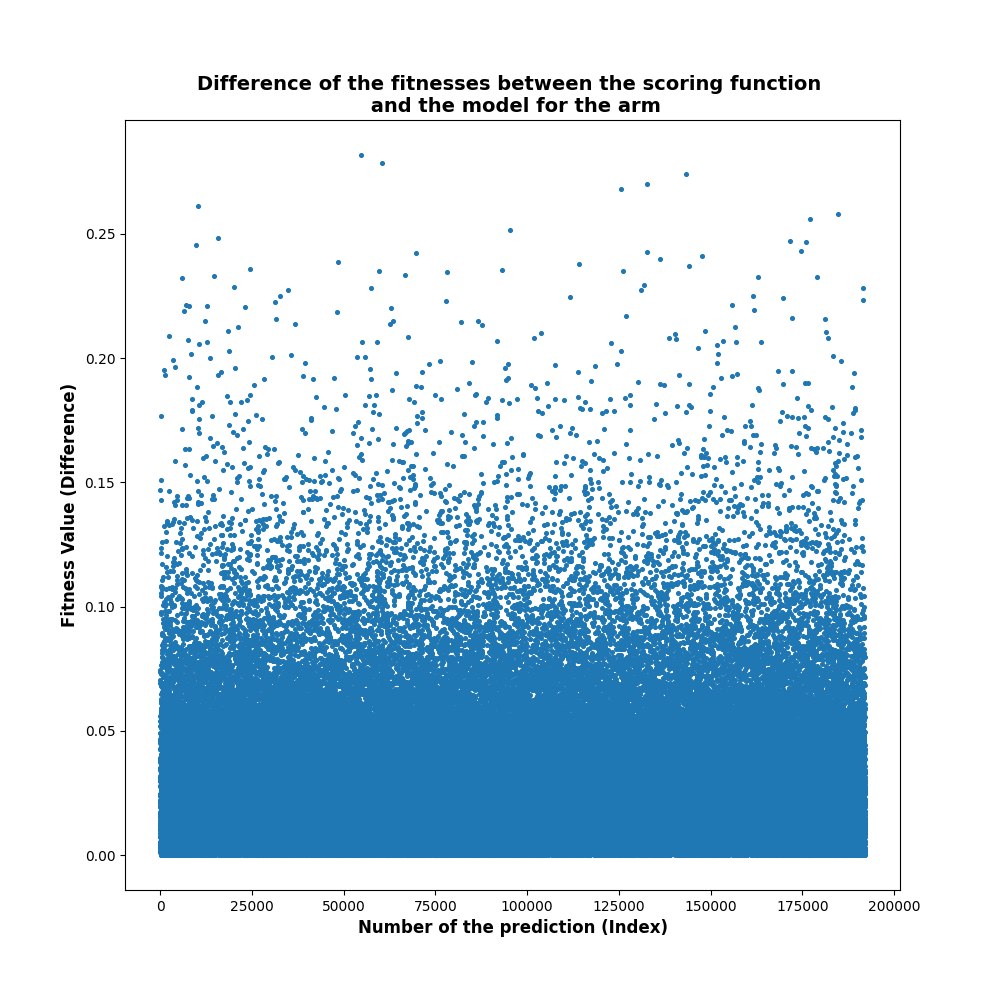 Difference of the fitnesses between the scoring function
and the model for the arm
0.25
0.20
0.15
0.10
0.05
0.00
Fitness Value (Difference)
0 25000 50000 75000 100000 125000 150000 175000 200000
Number of the prediction (Index)